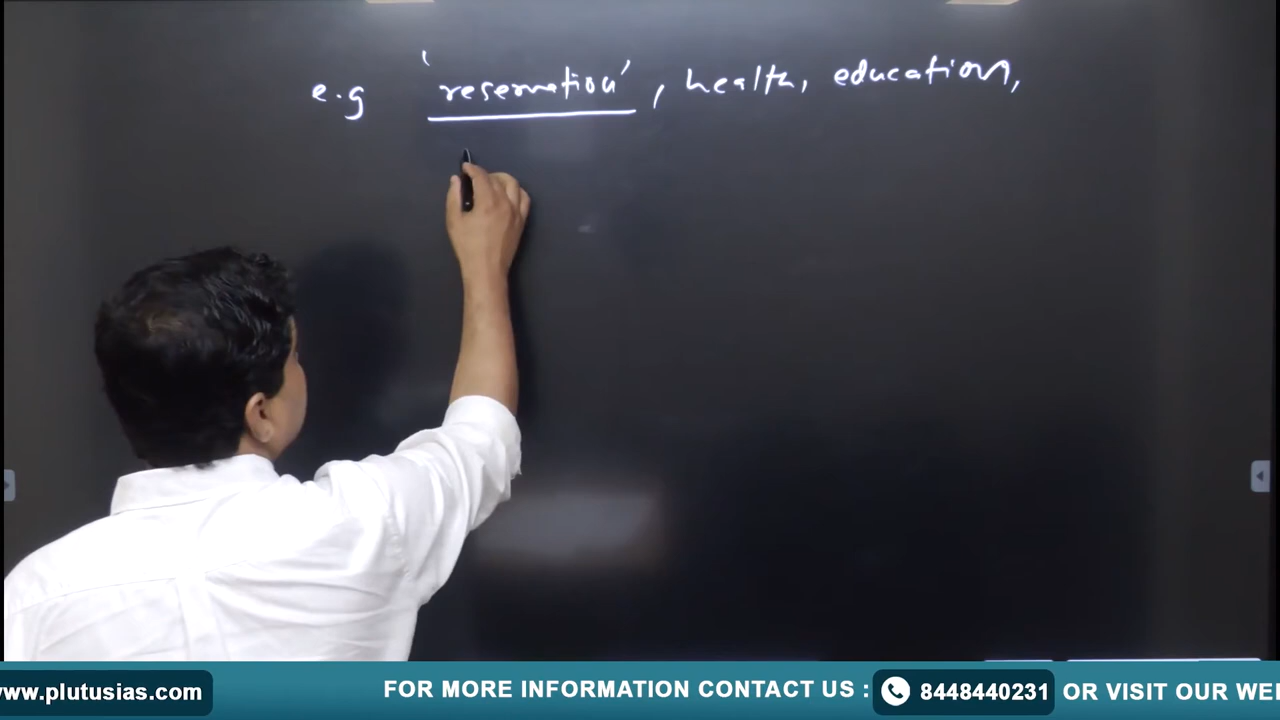 e.g 'reservation', health, education,
www.plutusias.com FOR MORE INFORMATION CONTACT US : 8448440231 OR VISIT OUR WE